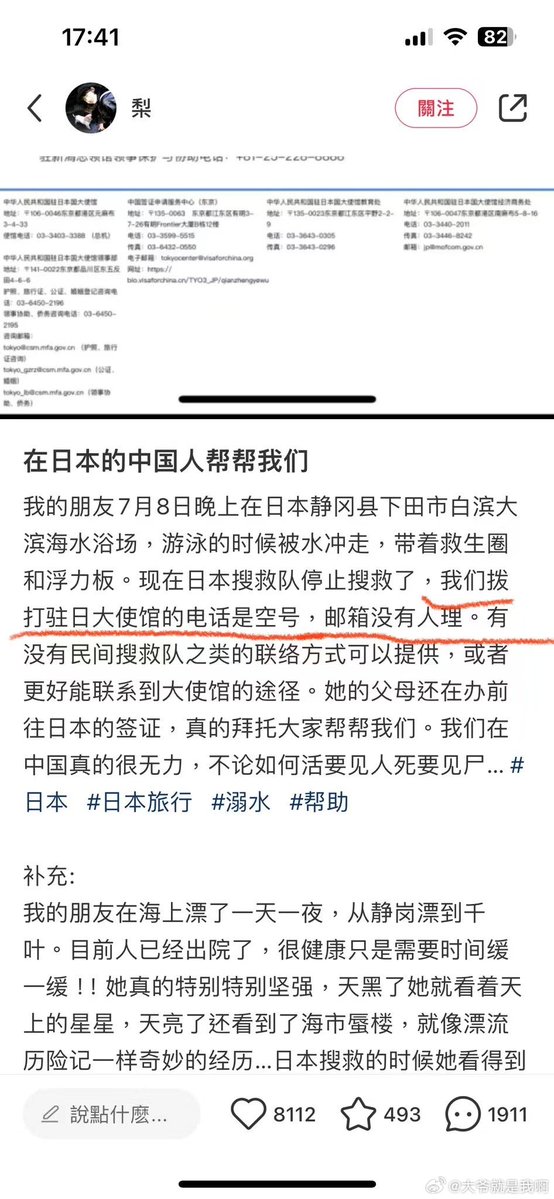 17:41
82
梨
關注
驻新潟总领馆领事保护与协助电话：+81-25-228-8888
中华人民共和国驻日本国大使馆
地址：〒106-0046东京都港区元麻布
3-4-33
使馆电话：03-3403-3388 （总机）
中华人民共和国驻日本国大使馆领事部
地址：〒141-0022东京都品川区东五反
田4-6-6
护照、旅行证、公证、婚姻登记咨询电
话：03-6450-2196
领事协助、侨务咨询电话：03-6450-
2195
咨询邮箱：
tokyo@csm.mfa.gov.cn （护照、旅行
证咨询）
tokyo_gzrz@csm.mfa.gov.cn（公证、
婚姻）
tokyo_lb@csm.mfa.gov.cn（领事协
助、侨务）
中国签证申请服务中心（东京）
地址：〒135-0063 东京都江东区有明3-
7-26有明Frontier大厦B栋12楼
电话：03-3599-5515
传真：03-6432-0550
电子邮箱：tokyocenter@visaforchina.org
网址：https://
bio.visaforchina.cn/TYO3_JP/qianzhengyewu
中华人民共和国驻日本国大使馆教育处
地址：〒135-0023东京都江东区平野2-2-
9
电话：03-3643-0305
传真：03-3643-0296
中华人民共和国驻日本国大使馆经济商务处
地址：〒106-0047东京都港区南麻布5-8-16
电话：03-3440-2011
传真：03-3446-8242
邮箱：jp@mofcom.gov.cn
在日本的中国人帮帮我们
我的朋友7月8日晚上在日本静冈县下田市白滨大
滨海水浴场，游泳的时候被水冲走，带着救生圈
和浮力板。现在日本搜救队停止搜救了，我们拔
打驻日大使馆的电话是空号，邮箱没有人理。有
没有民间搜救队之类的联络方式可以提供，或者
更好能联系到大使馆的途径。她的父母还在办前
往日本的签证，真的拜托大家帮帮我们。我们在
中国真的很无力，不论如何活要见人死要见尸... #
日本 #日本旅行 #溺水 #帮助
补充:
我的朋友在海上漂了一天一夜，从静岗漂到千
叶。目前人已经出院了，很健康只是需要时间缓
一缓 !! 她真的特别特别坚强，天黑了她就看着天
上的星星，天亮了还看到了海市蜃楼，就像漂流
历险记一样奇妙的经历...日本搜救的时候她看得到
說點什麼...
8112
493
1911
@大爷就是我啊